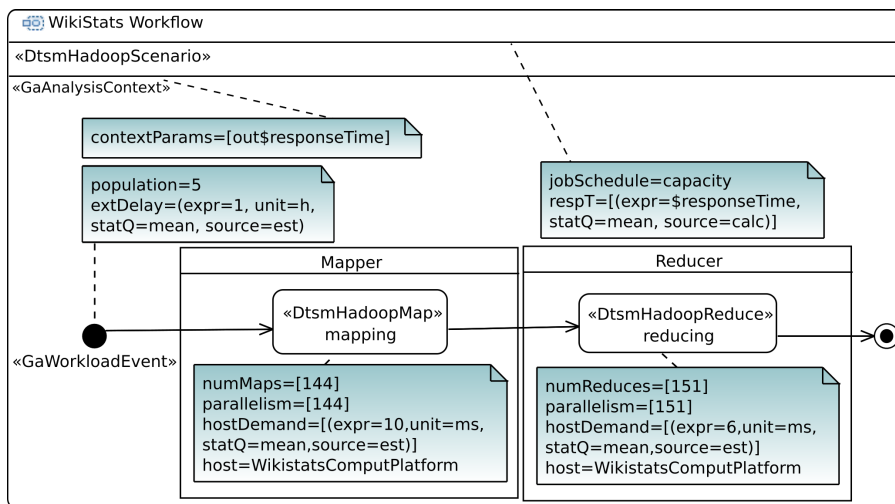 WikiStats Workflow
«DtsmHadoopScenario»
«GaAnalysisContext»
contextParams=[out$responseTime]
population=5
extDelay=(expr=1, unit=h,
statQ=mean, source=est)
jobSchedule=capacity
respT=[(expr=$responseTime,
statQ=mean, source=calc)]
Mapper
Reducer
«DtsmHadoopMap»
mapping
«DtsmHadoopReduce»
reducing
«GaWorkloadEvent»
numMaps=[144]
parallelism=[144]
hostDemand=[(expr=10,unit=ms,
statQ=mean,source=est)]
host=WikistatsComputPlatform
numReduces=[151]
parallelism=[151]
hostDemand=[(expr=6,unit=ms,
statQ=mean,source=est)]
host=WikistatsComputPlatform